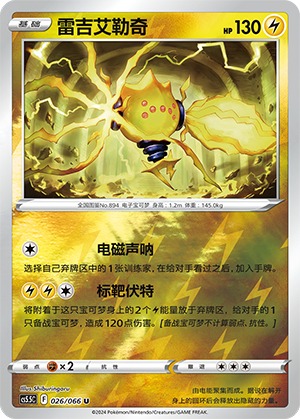 基础 雷吉艾勒奇 HP 130
全国图鉴 No.894 电子宝可梦 身高：1.2m 体重：145.0kg
电磁声呐
选择自己弃牌区中的1张训练家，在给对手看过之后，加入手牌。
标靶伏特
将附着于这只宝可梦身上的2个能量放于弃牌区，给对手的1
只备战宝可梦，造成120点伤害。[备战宝可梦不计算弱点、抗性。]
弱点 ×2 抗性 撤退
Illus. Shiburingaru
CS5.5C F 026/066 U
由电能聚集而成。据说在解开
身上的圆环后会释放出隐藏的力量。
©2024 Pokémon/Nintendo/Creatures/GAME FREAK.